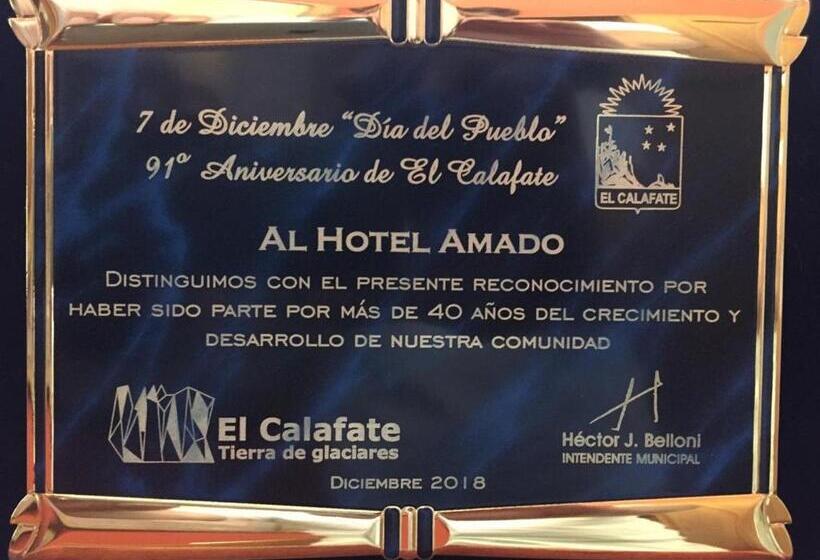 7 de Diciembre "Día del Pueblo"
91º Aniversario de El Calafate
EL CALAFATE
AL HOTEL AMADO
DISTINGUIMOS CON EL PRESENTE RECONOCIMIENTO POR
HABER SIDO PARTE POR MÁS DE 40 AÑOS DEL CRECIMIENTO Y
DESARROLLO DE NUESTRA COMUNIDAD
El Calafate
Tierra de glaciares
Héctor J. Belloni
INTENDENTE MUNICIPAL
DICIEMBRE 2018